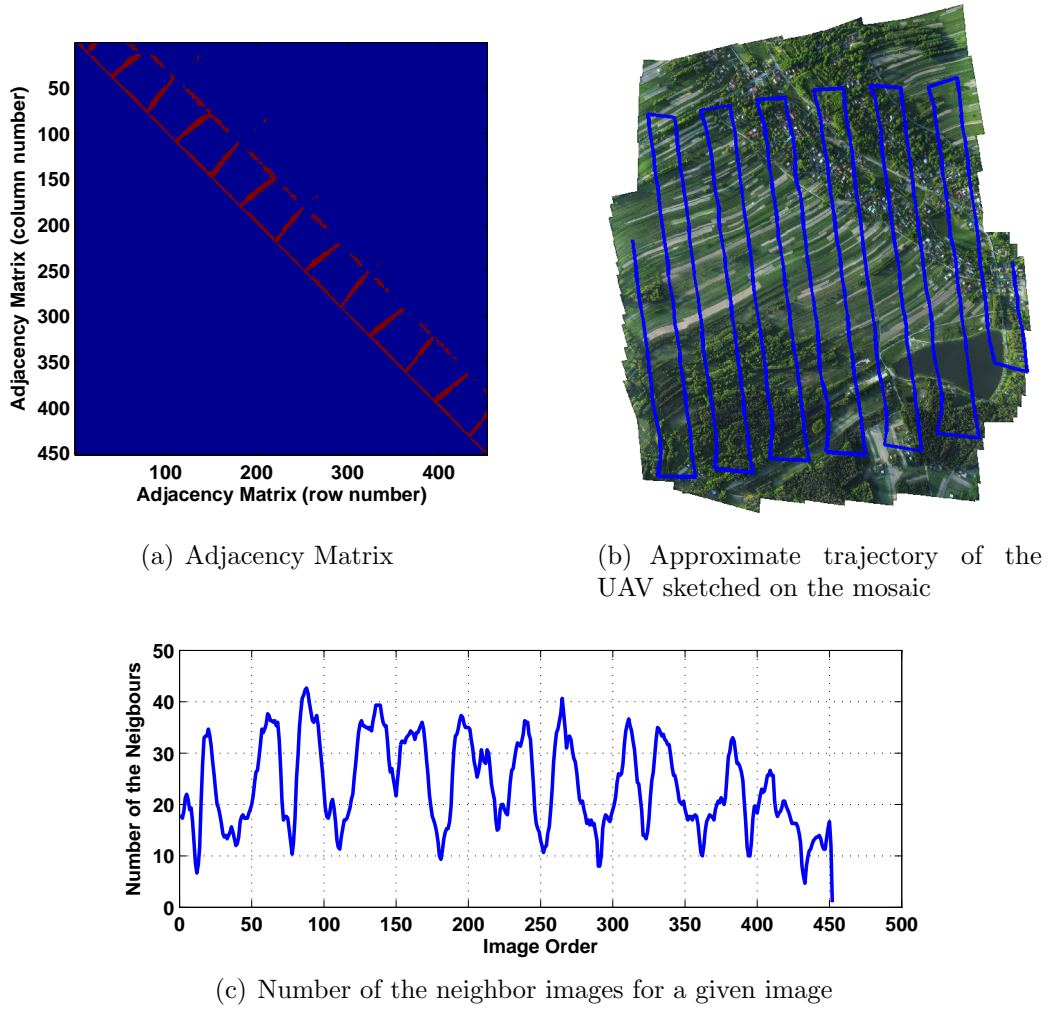 Adjacency Matrix (column number)
50
100
150
200
250
300
350
400
450
100 200 300 400
Adjacency Matrix (row number)
(a) Adjacency Matrix
(b) Approximate trajectory of the
UAV sketched on the mosaic
Number of the Neigbours
50
40
30
20
10
0
0 50 100 150 200 250 300 350 400 450 500
Image Order
(c) Number of the neighbor images for a given image